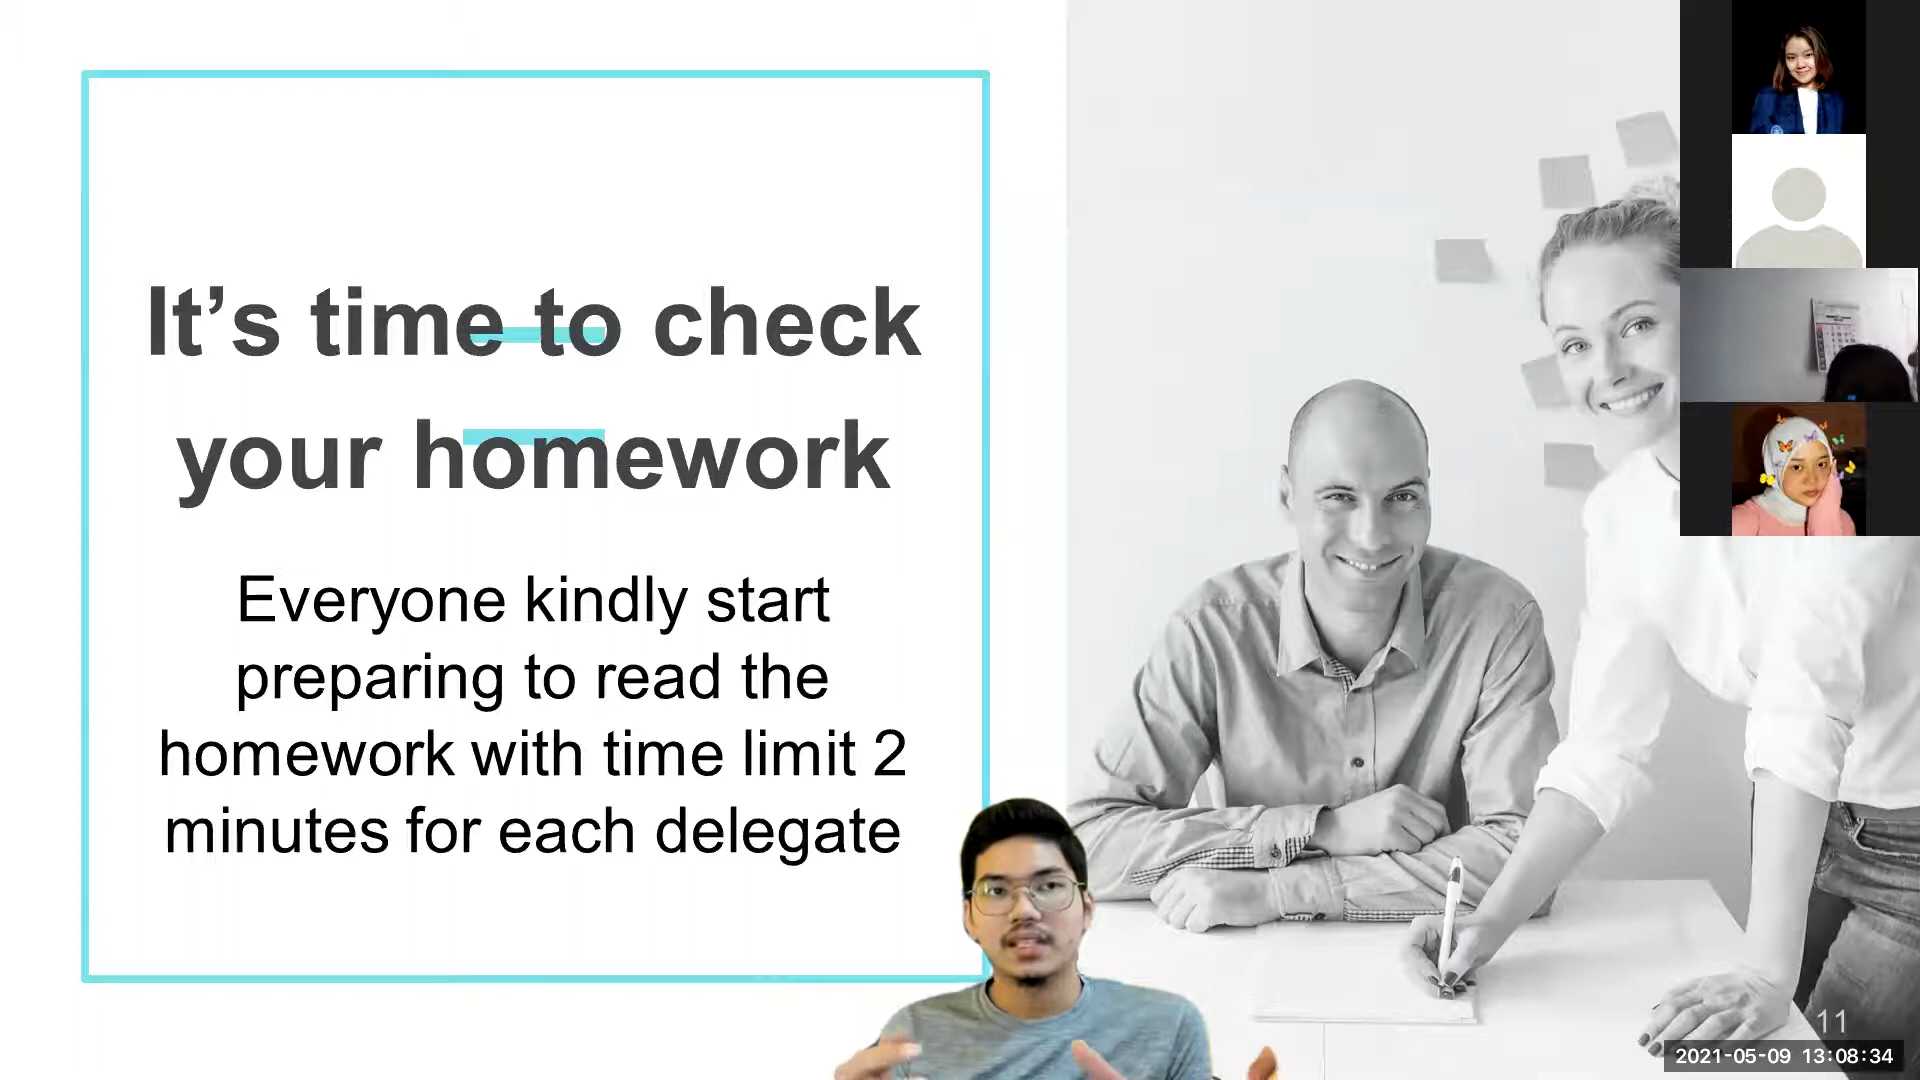 It’s time to check
your homework
Everyone kindly start
preparing to read the
homework with time limit 2
minutes for each delegate
11
2021-05-09 13:08:34